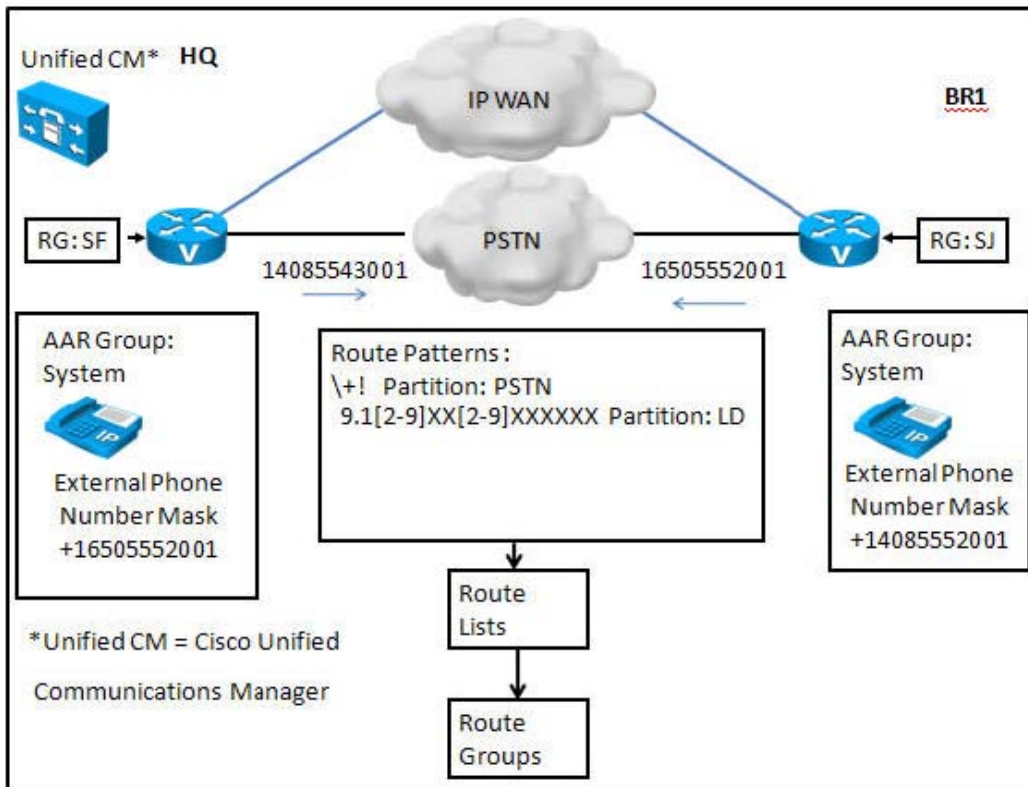 Unified CM* HQ
IP WAN
BR1
RG: SF
V
PSTN
V
RG: SJ
14085543001
16505552001
AAR Group:
System
IP
External Phone
Number Mask
+16505552001
Route Patterns :
\+! Partition: PSTN
9.1[2-9]XX[2-9]XXXXXX Partition: LD
AAR Group:
System
IP
External Phone
Number Mask
+14085552001
Route
Lists
*Unified CM = Cisco Unified
Communications Manager
Route
Groups